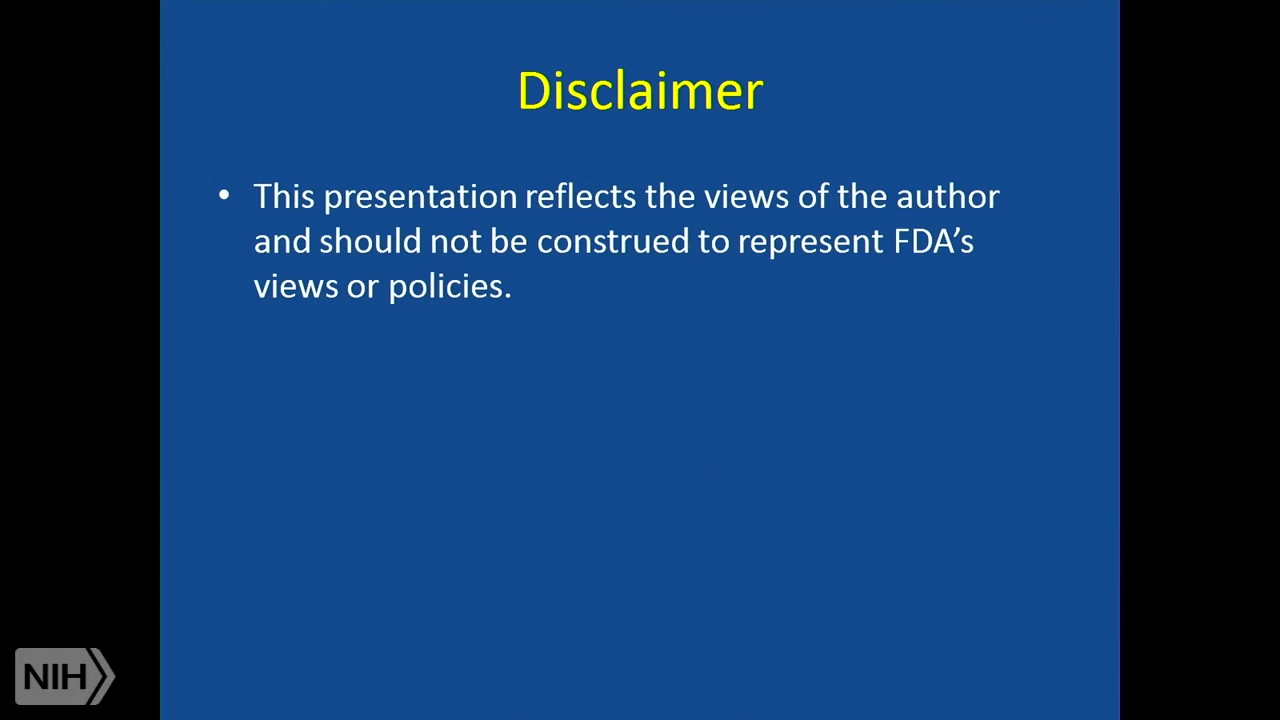 Disclaimer
• This presentation reflects the views of the author
and should not be construed to represent FDA’s
views or policies.
NIH